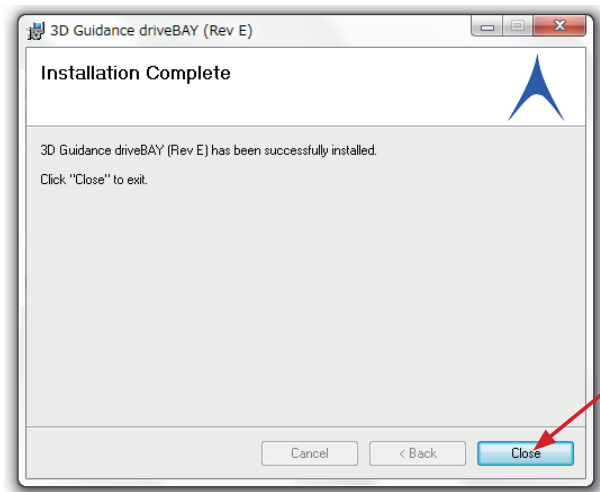 3D Guidance driveBAY (Rev E)
Installation Complete
3D Guidance driveBAY (Rev E) has been successfully installed.
Click "Close" to exit.
Cancel
< Back
Close